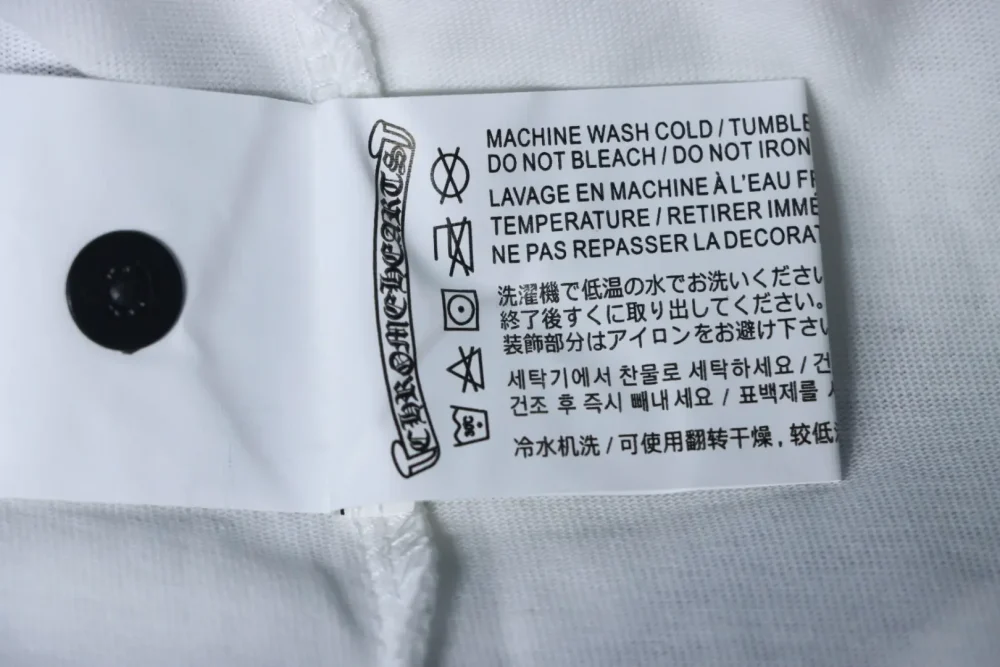 CHROME HEARTS
MACHINE WASH COLD / TUMBLE
DO NOT BLEACH / DO NOT IRON
LAVAGE EN MACHINE À L'EAU
TEMPERATURE / RETIRER
NE PAS REPASSER LA
洗濯機で低温の水でお洗いください
終了後すぐに取り出してください。
装飾部分はアイロンをお避け下さい
세탁기에서 찬물로 세탁하세요 / 건
건조 후 즉시 빼내세요 / 표백제를
冷水机洗 / 可使用翻转干燥，较低
30C